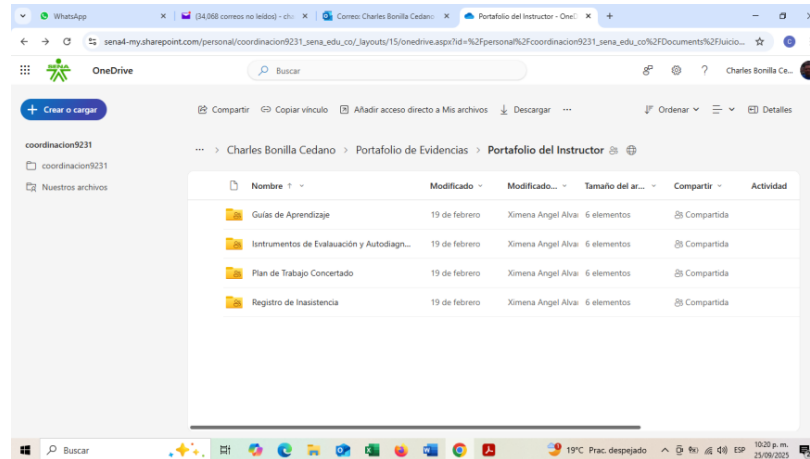 WhatsApp
(34,068 correos no leídos) - cha
Correo: Charles Bonilla Cedano
Portafolio del Instructor - OneD
sena4-my.sharepoint.com/personal/coordinacion9231_sena_edu_co/_layouts/15/onedrive.aspx?id=%2Fpersonal%2Fcoordinacion9231_sena_edu_co%2FDocuments%2FJuicio...
SENA
OneDrive
Buscar
Charles Bonilla Ce...
Crear o cargar
Compartir
Copiar vínculo
Añadir acceso directo a Mis archivos
Descargar
Ordenar
Detalles
coordinacion9231
coordinacion9231
Nuestros archivos
... > Charles Bonilla Cedano > Portafolio de Evidencias > Portafolio del Instructor
Nombre Modificado Modificado... Tamaño del ar... Compartir Actividad
Guías de Aprendizaje 19 de febrero Ximena Angel Alva 6 elementos Compartida
Isntrumentos de Evalauación y Autodiagn... 19 de febrero Ximena Angel Alva 6 elementos Compartida
Plan de Trabajo Concertado 19 de febrero Ximena Angel Alva 6 elementos Compartida
Registro de Inasistencia 19 de febrero Ximena Angel Alva 6 elementos Compartida
Buscar
19°C Prac. despejado
ESP
10:20 p. m.
25/09/2025